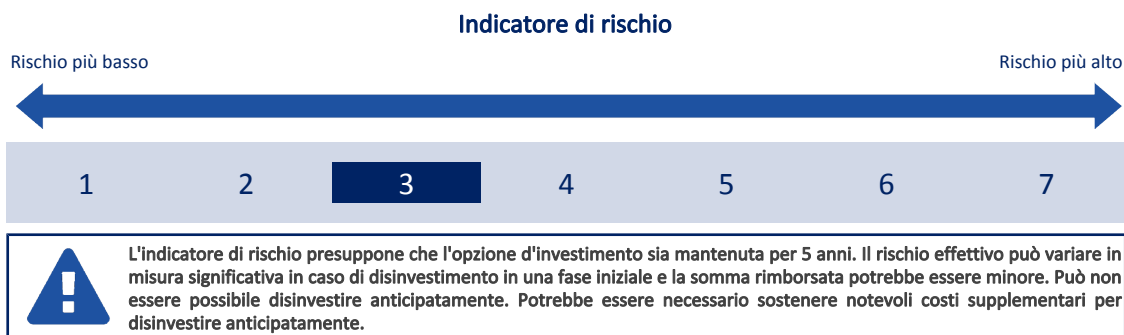 Indicatore di rischio
Rischio più basso
Rischio più alto
1 2 3 4 5 6 7
L'indicatore di rischio presuppone che l'opzione d'investimento sia mantenuta per 5 anni. Il rischio effettivo può variare in
misura significativa in caso di disinvestimento in una fase iniziale e la somma rimborsata potrebbe essere minore. Può non
essere possibile disinvestire anticipatamente. Potrebbe essere necessario sostenere notevoli costi supplementari per
disinvestire anticipatamente.